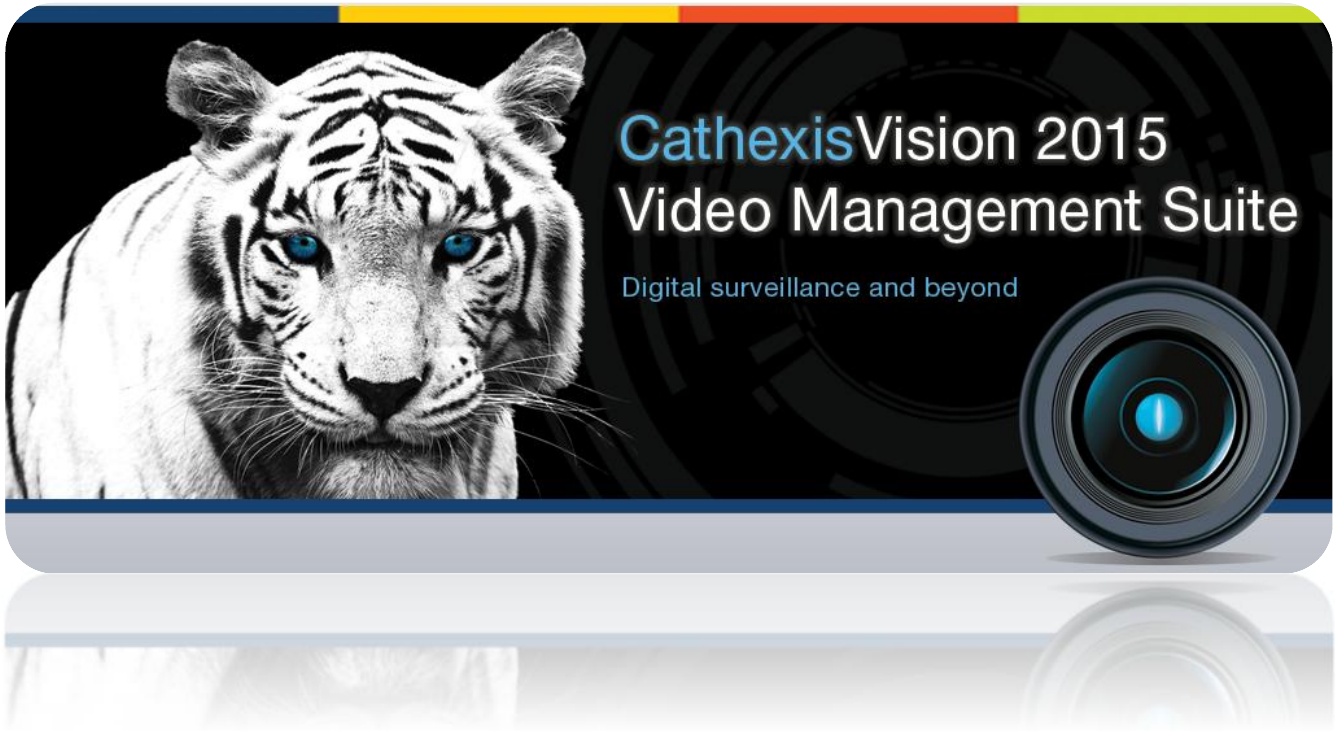 CathexisVision 2015
Video Management Suite
Digital surveillance and beyond